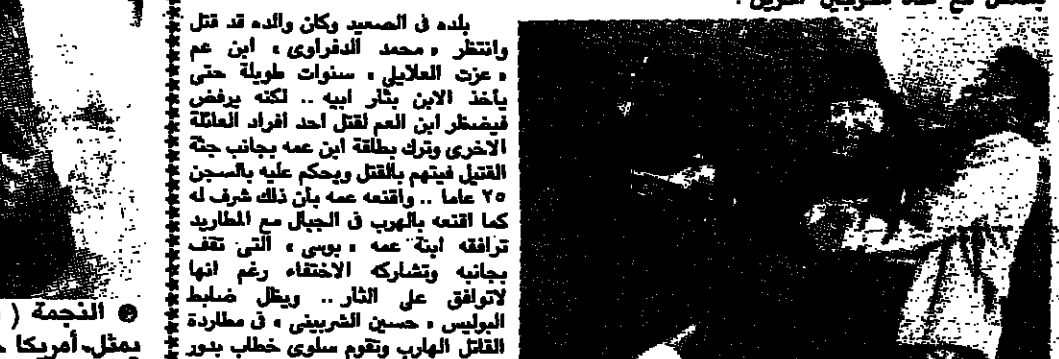 بلده فى الصعيد وكان والده قد قتل
وانتظر « محمد الدفراوى » ابن عم
« عزت العلايلى » سنوات طويلة حتى
يأخذ الابن بثأر ابيه .. لكنه يرفض
فيضطر ابن العم لقتل احد افراد العائلة
الاخرى وترك بطاقة ابن عمه بجانب جثة
القتيل فيتهم بالقتل ويحكم عليه بالسجن
٢٥ عاما .. واقنعه عمه بأن ذلك شرف له
كما اقنعه بالهرب فى الجبال مع المطاريد
ترافقه ابنة عمه « بوسى » التى تقف
بجانبه وتشاركه الاختفاء رغم انها
لاتوافق على الثأر .. ويظل ضابط
البوليس « حسين الشربينى » فى مطاردة
القاتل الهارب وتقوم سلوى خطاب بدور
النجمة (
يمثل أمريكا